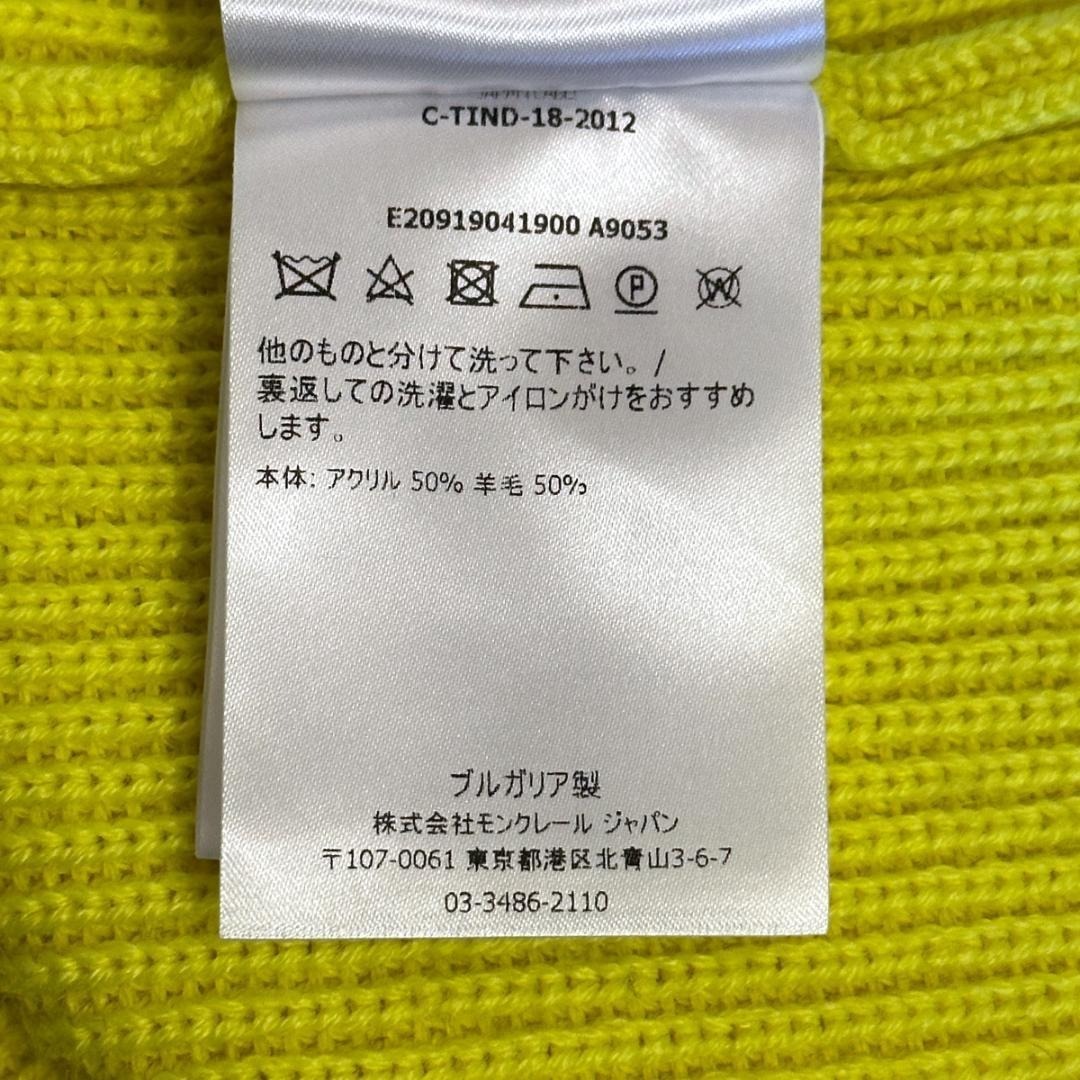 C-TIND-18-2012
E20919041900 A9053
P
W
他のものと分けて洗って下さい。/
裏返しての洗濯とアイロンがけをおすすめ
します。
本体: アクリル 50% 羊毛 50%
ブルガリア製
株式会社モンクレール ジャパン
〒107-0061 東京都港区北青山3-6-7
03-3486-2110